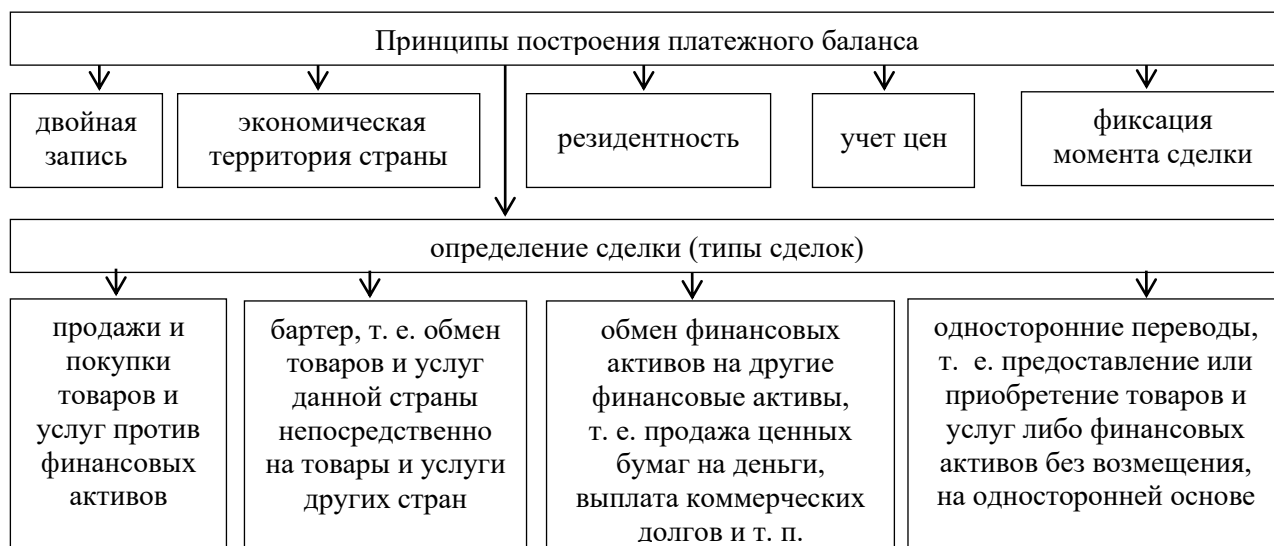 Принципы построения платежного баланса
двойная
запись
экономическая
территория страны
резидентность
учет цен
фиксация
момента сделки
определение сделки (типы сделок)
продажи и
покупки
товаров и
услуг против
финансовых
активов
бартер, т. е. обмен
товаров и услуг
данной страны
непосредственно
на товары и услуги
других стран
обмен финансовых
активов на другие
финансовые активы,
т. е. продажа ценных
бумаг на деньги,
выплата коммерческих
долгов и т. п.
односторонние переводы,
т. е. предоставление или
приобретение товаров и
услуг либо финансовых
активов без возмещения,
на односторонней основе